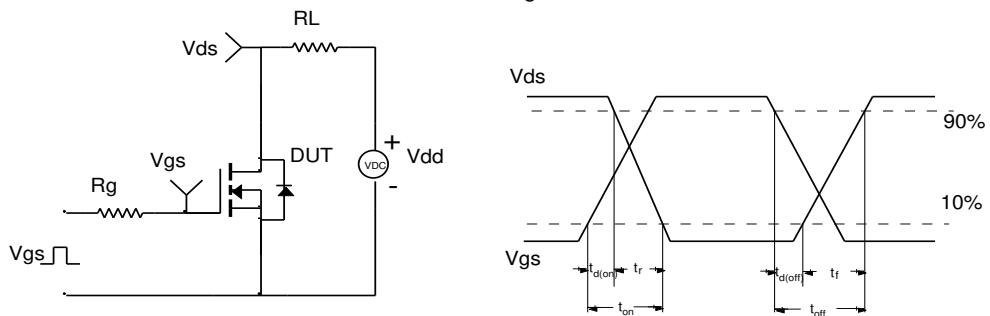 RL
Vds
Vgs
DUT
Rg
VDC
+
Vdd
-
Vgs
Vds
90%
10%
Vgs
td(on)
tr
ton
td(off)
tf
toff